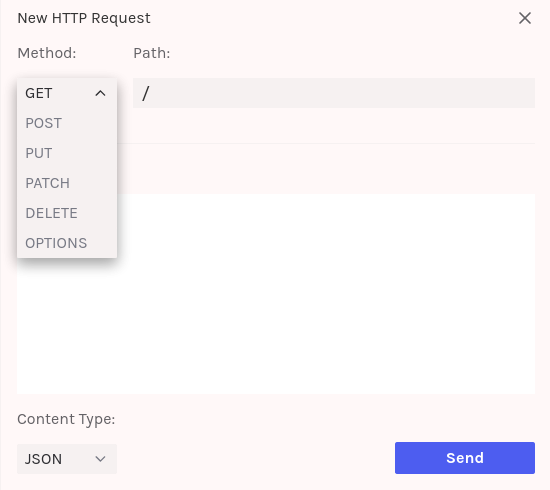 New HTTP Request
Method: Path:
GET /
POST
PUT
PATCH
DELETE
OPTIONS
Content Type:
JSON Send